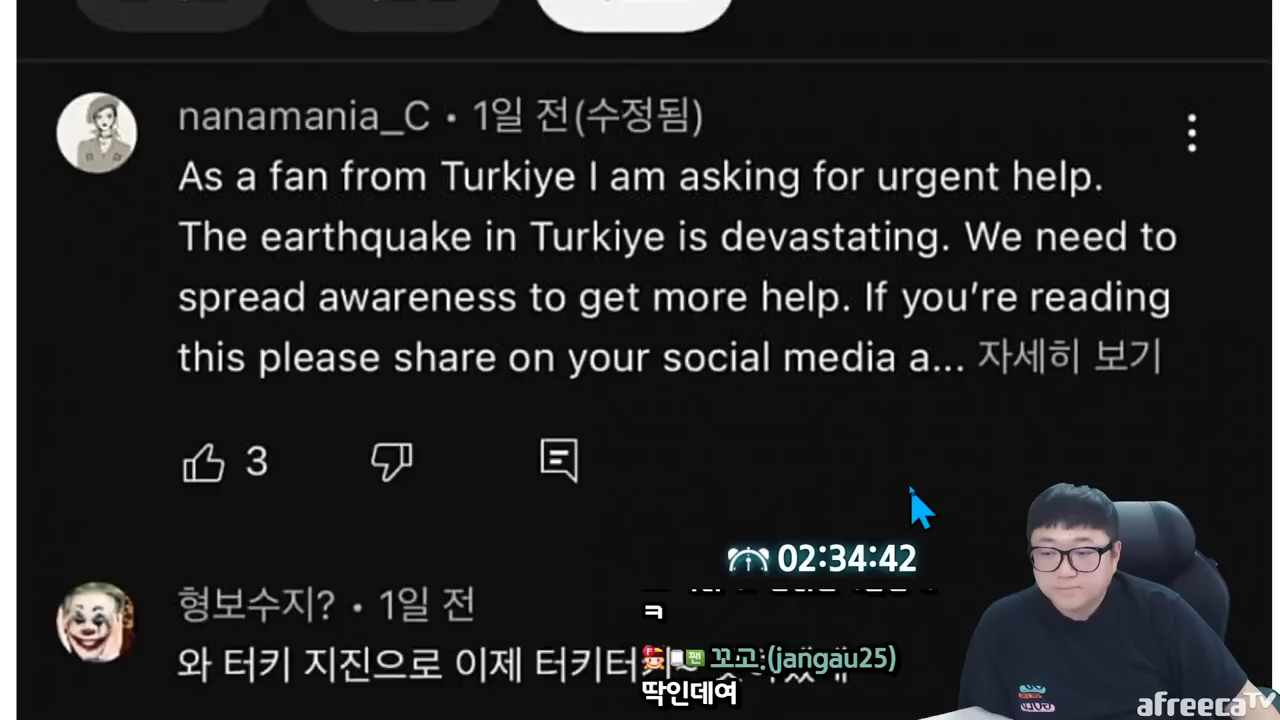 nanamania_C • 1일 전(수정됨)
As a fan from Turkiye I am asking for urgent help.
The earthquake in Turkiye is devastating. We need to
spread awareness to get more help. If you're reading
this please share on your social media a... 자세히 보기
3
02:34:42
형보수지? • 1일 전
ㅋ
와 터키 지진으로 이제
F 팬 꼬고.(jangau25)
딱인데여
afreecaTV